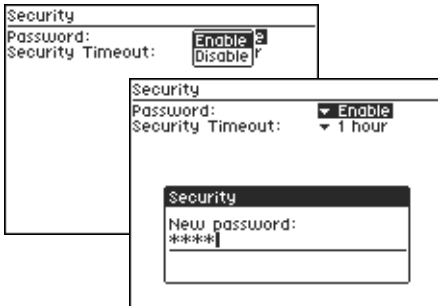 Security
Password: Enable e
Security Timeout: Disable r
Security
Password: Enable
Security Timeout: 1 hour
Security
New password:
****